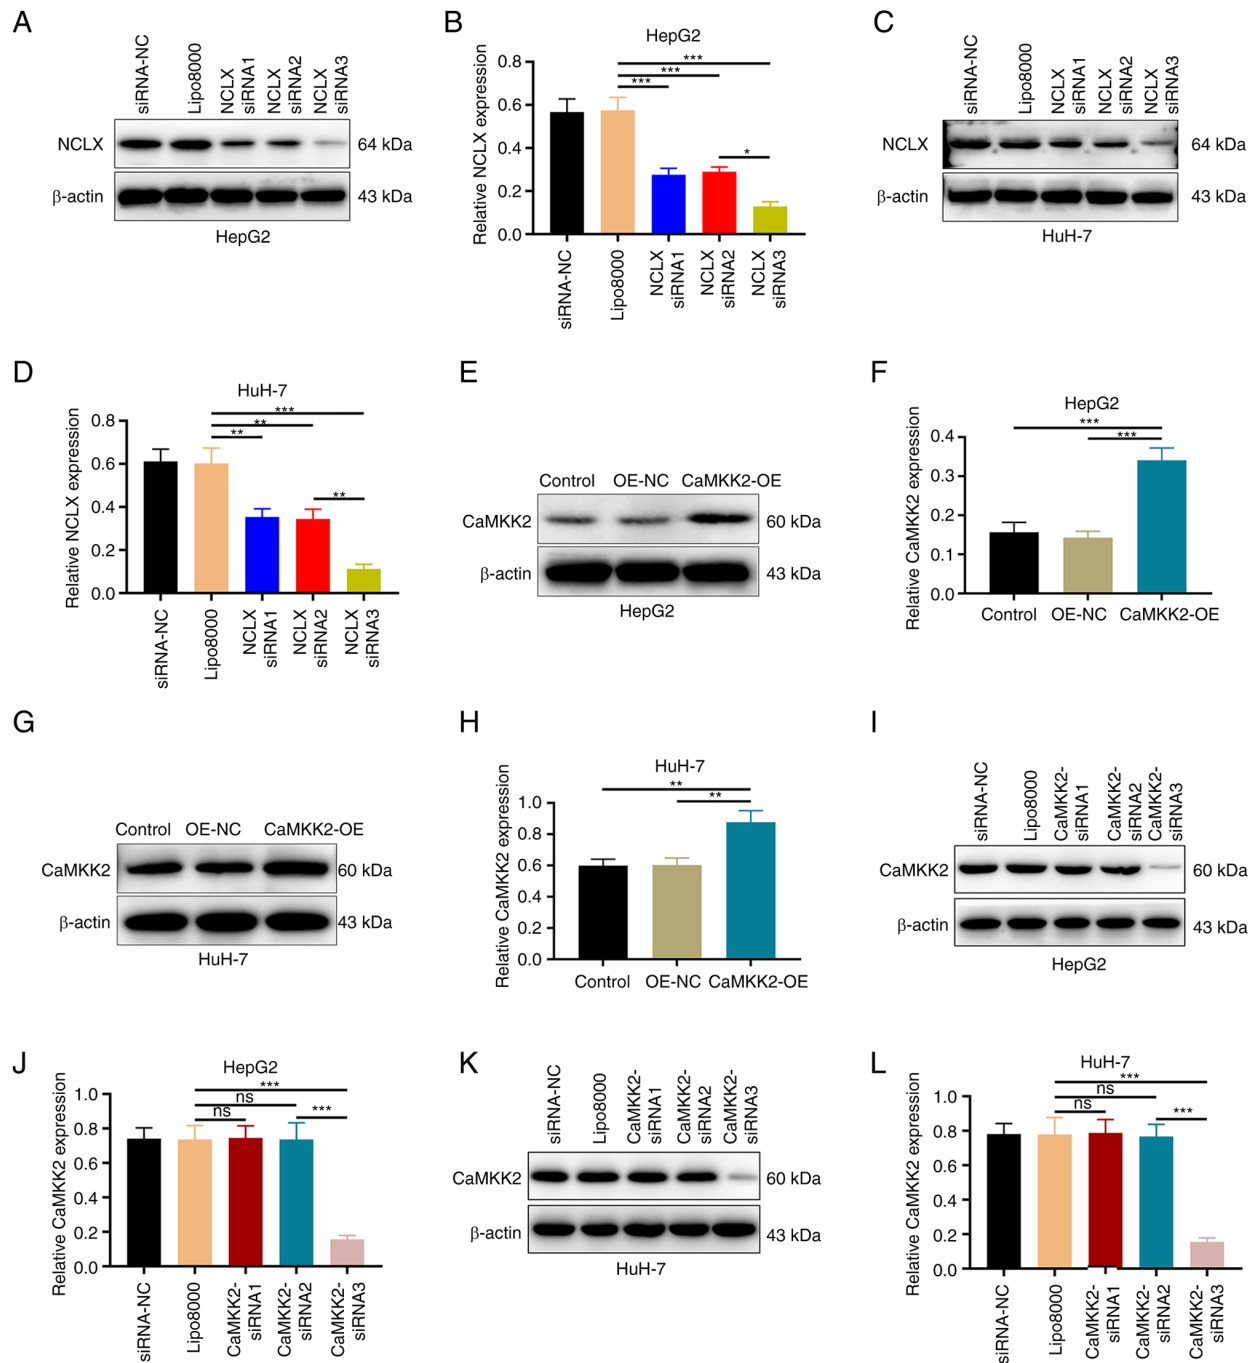 A
siRNA-NC
Lipo8000
NCLX
siRNA1
NCLX
siRNA2
NCLX
siRNA3
NCLX
64 kDa
β-actin
43 kDa
HepG2
B
HepG2
Relative NCLX expression
0.8
0.6
0.4
0.2
0.0
***
***
***
*
siRNA-NC
Lipo8000
NCLX
siRNA1
NCLX
siRNA2
NCLX
siRNA3
C
siRNA-NC
Lipo8000
NCLX
siRNA1
NCLX
siRNA2
NCLX
siRNA3
NCLX
64 kDa
β-actin
43 kDa
HuH-7
D
HuH-7
Relative NCLX expression
0.8
0.6
0.4
0.2
0.0
***
**
**
**
siRNA-NC
Lipo8000
NCLX
siRNA1
NCLX
siRNA2
NCLX
siRNA3
E
Control OE-NC CaMKK2-OE
CaMKK2
60 kDa
β-actin
43 kDa
HepG2
F
HepG2
Relative CaMKK2 expression
0.4
0.3
0.2
0.1
0.0
***
***
Control OE-NC CaMKK2-OE
G
Control OE-NC CaMKK2-OE
CaMKK2
60 kDa
β-actin
43 kDa
HuH-7
H
HuH-7
Relative CaMKK2 expression
1.0
0.8
0.6
0.4
0.2
0.0
**
**
Control OE-NC CaMKK2-OE
I
siRNA-NC
Lipo8000
CaMKK2-
siRNA1
CaMKK2-
siRNA2
CaMKK2-
siRNA3
CaMKK2
60 kDa
β-actin
43 kDa
HepG2
J
HepG2
Relative CaMKK2 expression
1.0
0.8
0.6
0.4
0.2
0.0
***
ns
ns
***
siRNA-NC
Lipo8000
CaMKK2-
siRNA1
CaMKK2-
siRNA2
CaMKK2-
siRNA3
K
siRNA-NC
Lipo8000
CaMKK2-
siRNA1
CaMKK2-
siRNA2
CaMKK2-
siRNA3
CaMKK2
60 kDa
β-actin
43 kDa
HuH-7
L
HuH-7
Relative CaMKK2 expression
1.0
0.8
0.6
0.4
0.2
0.0
***
ns
ns
***
siRNA-NC
Lipo8000
CaMKK2-
siRNA1
CaMKK2-
siRNA2
CaMKK2-
siRNA3